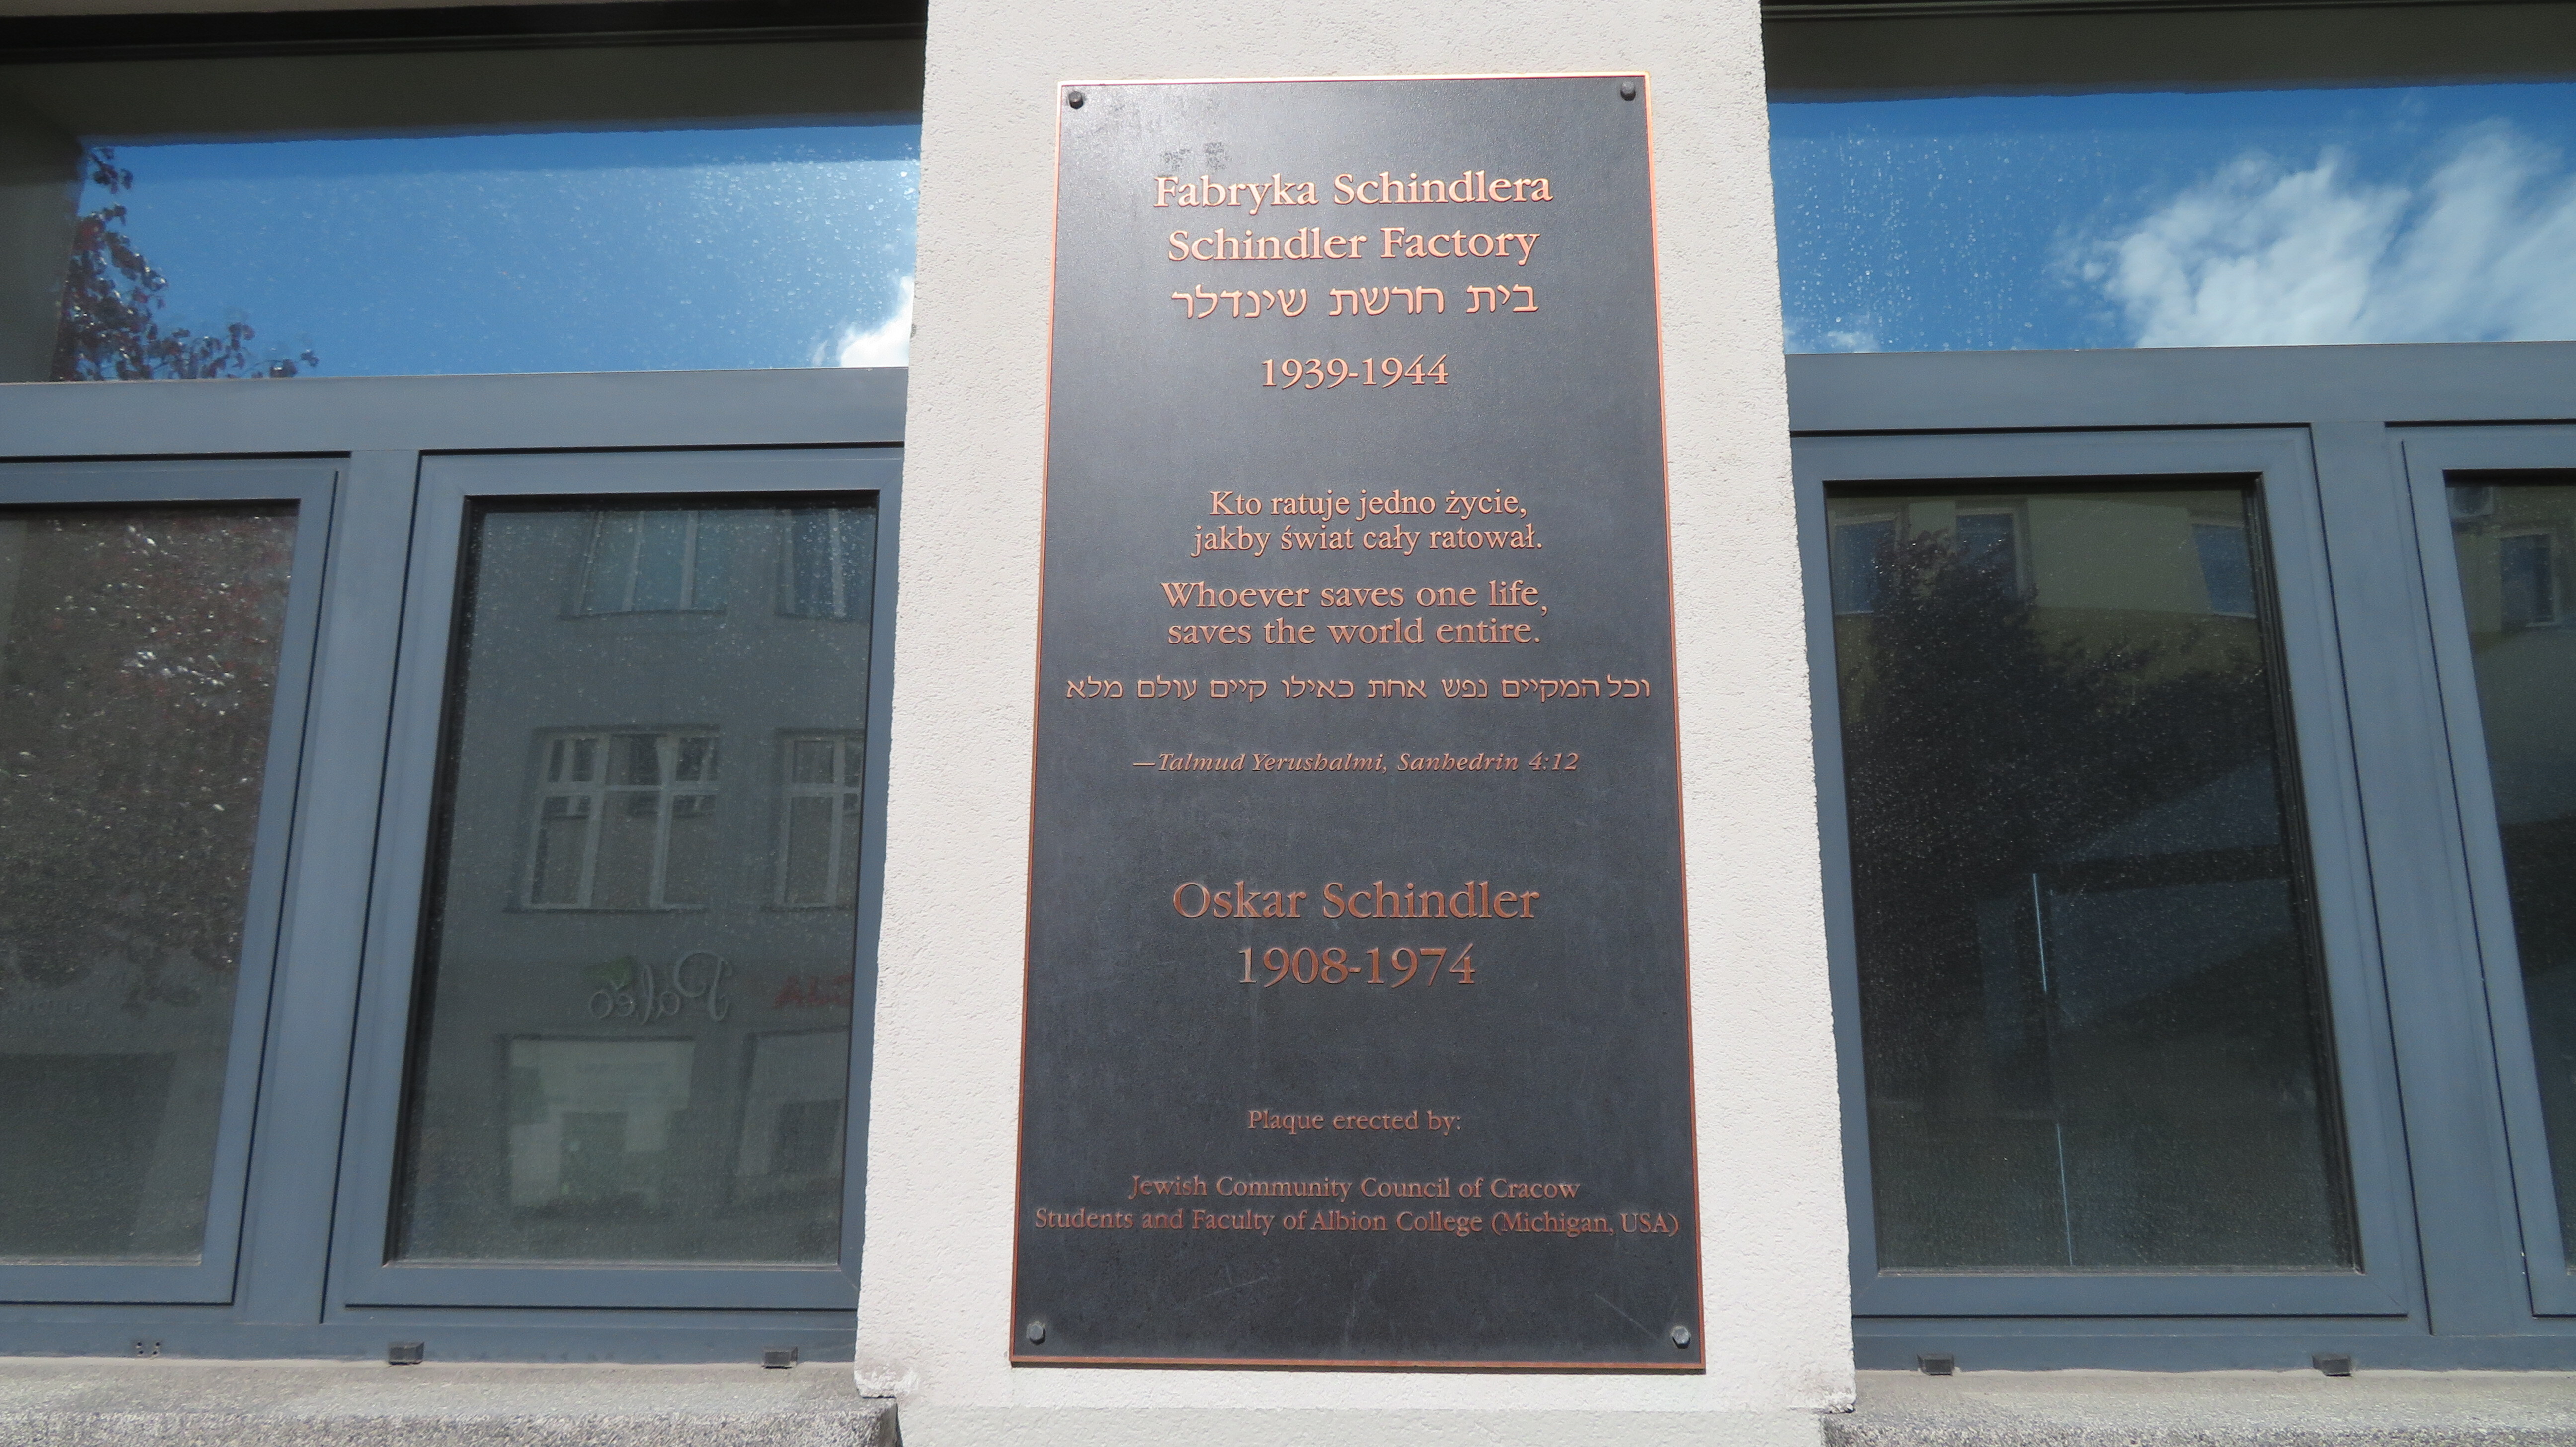 Fabryka Schindlera
Schindler Factory
בית חרשת שינדלר
1939-1944
Kto ratuje jedno życie,
jakby świat cały ratował.
Whoever saves one life,
saves the world entire.
וכל המקיים נפש אחת כאילו קיים עולם מלא
—Talmud Yerushalmi, Sanhedrin 4:12
Oskar Schindler
1908-1974
Plaque erected by:
Jewish Community Council of Cracow
Students and Faculty of Albion College (Michigan, USA)